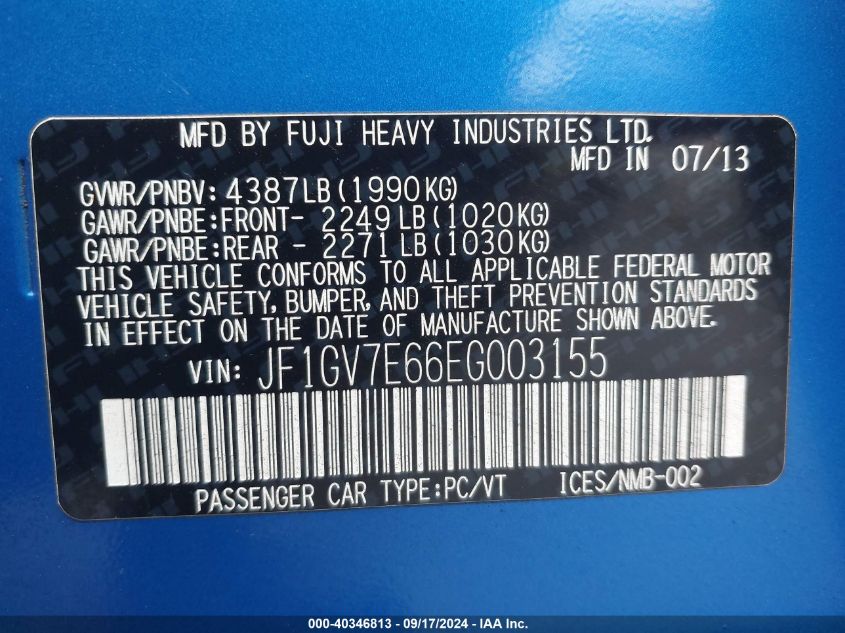 MFD BY FUJI HEAVY INDUSTRIES LTD.
MFD IN 07/13
GVWR/PNBV: 4387LB (1990KG)
GAWR/PNBE:FRONT- 2249 LB (1020KG)
GAWR/PNBE:REAR - 2271 LB (1030KG)
THIS VEHICLE CONFORMS TO ALL APPLICABLE FEDERAL MOTOR
VEHICLE SAFETY, BUMPER, AND THEFT PREVENTION STANDARDS
IN EFFECT ON THE DATE OF MANUFACTURE SHOWN ABOVE.
VIN: JF1GV7E66EG003155
PASSENGER CAR TYPE:PC/VT ICES/NMB-002
000-40346813 - 09/17/2024 - IAA Inc.